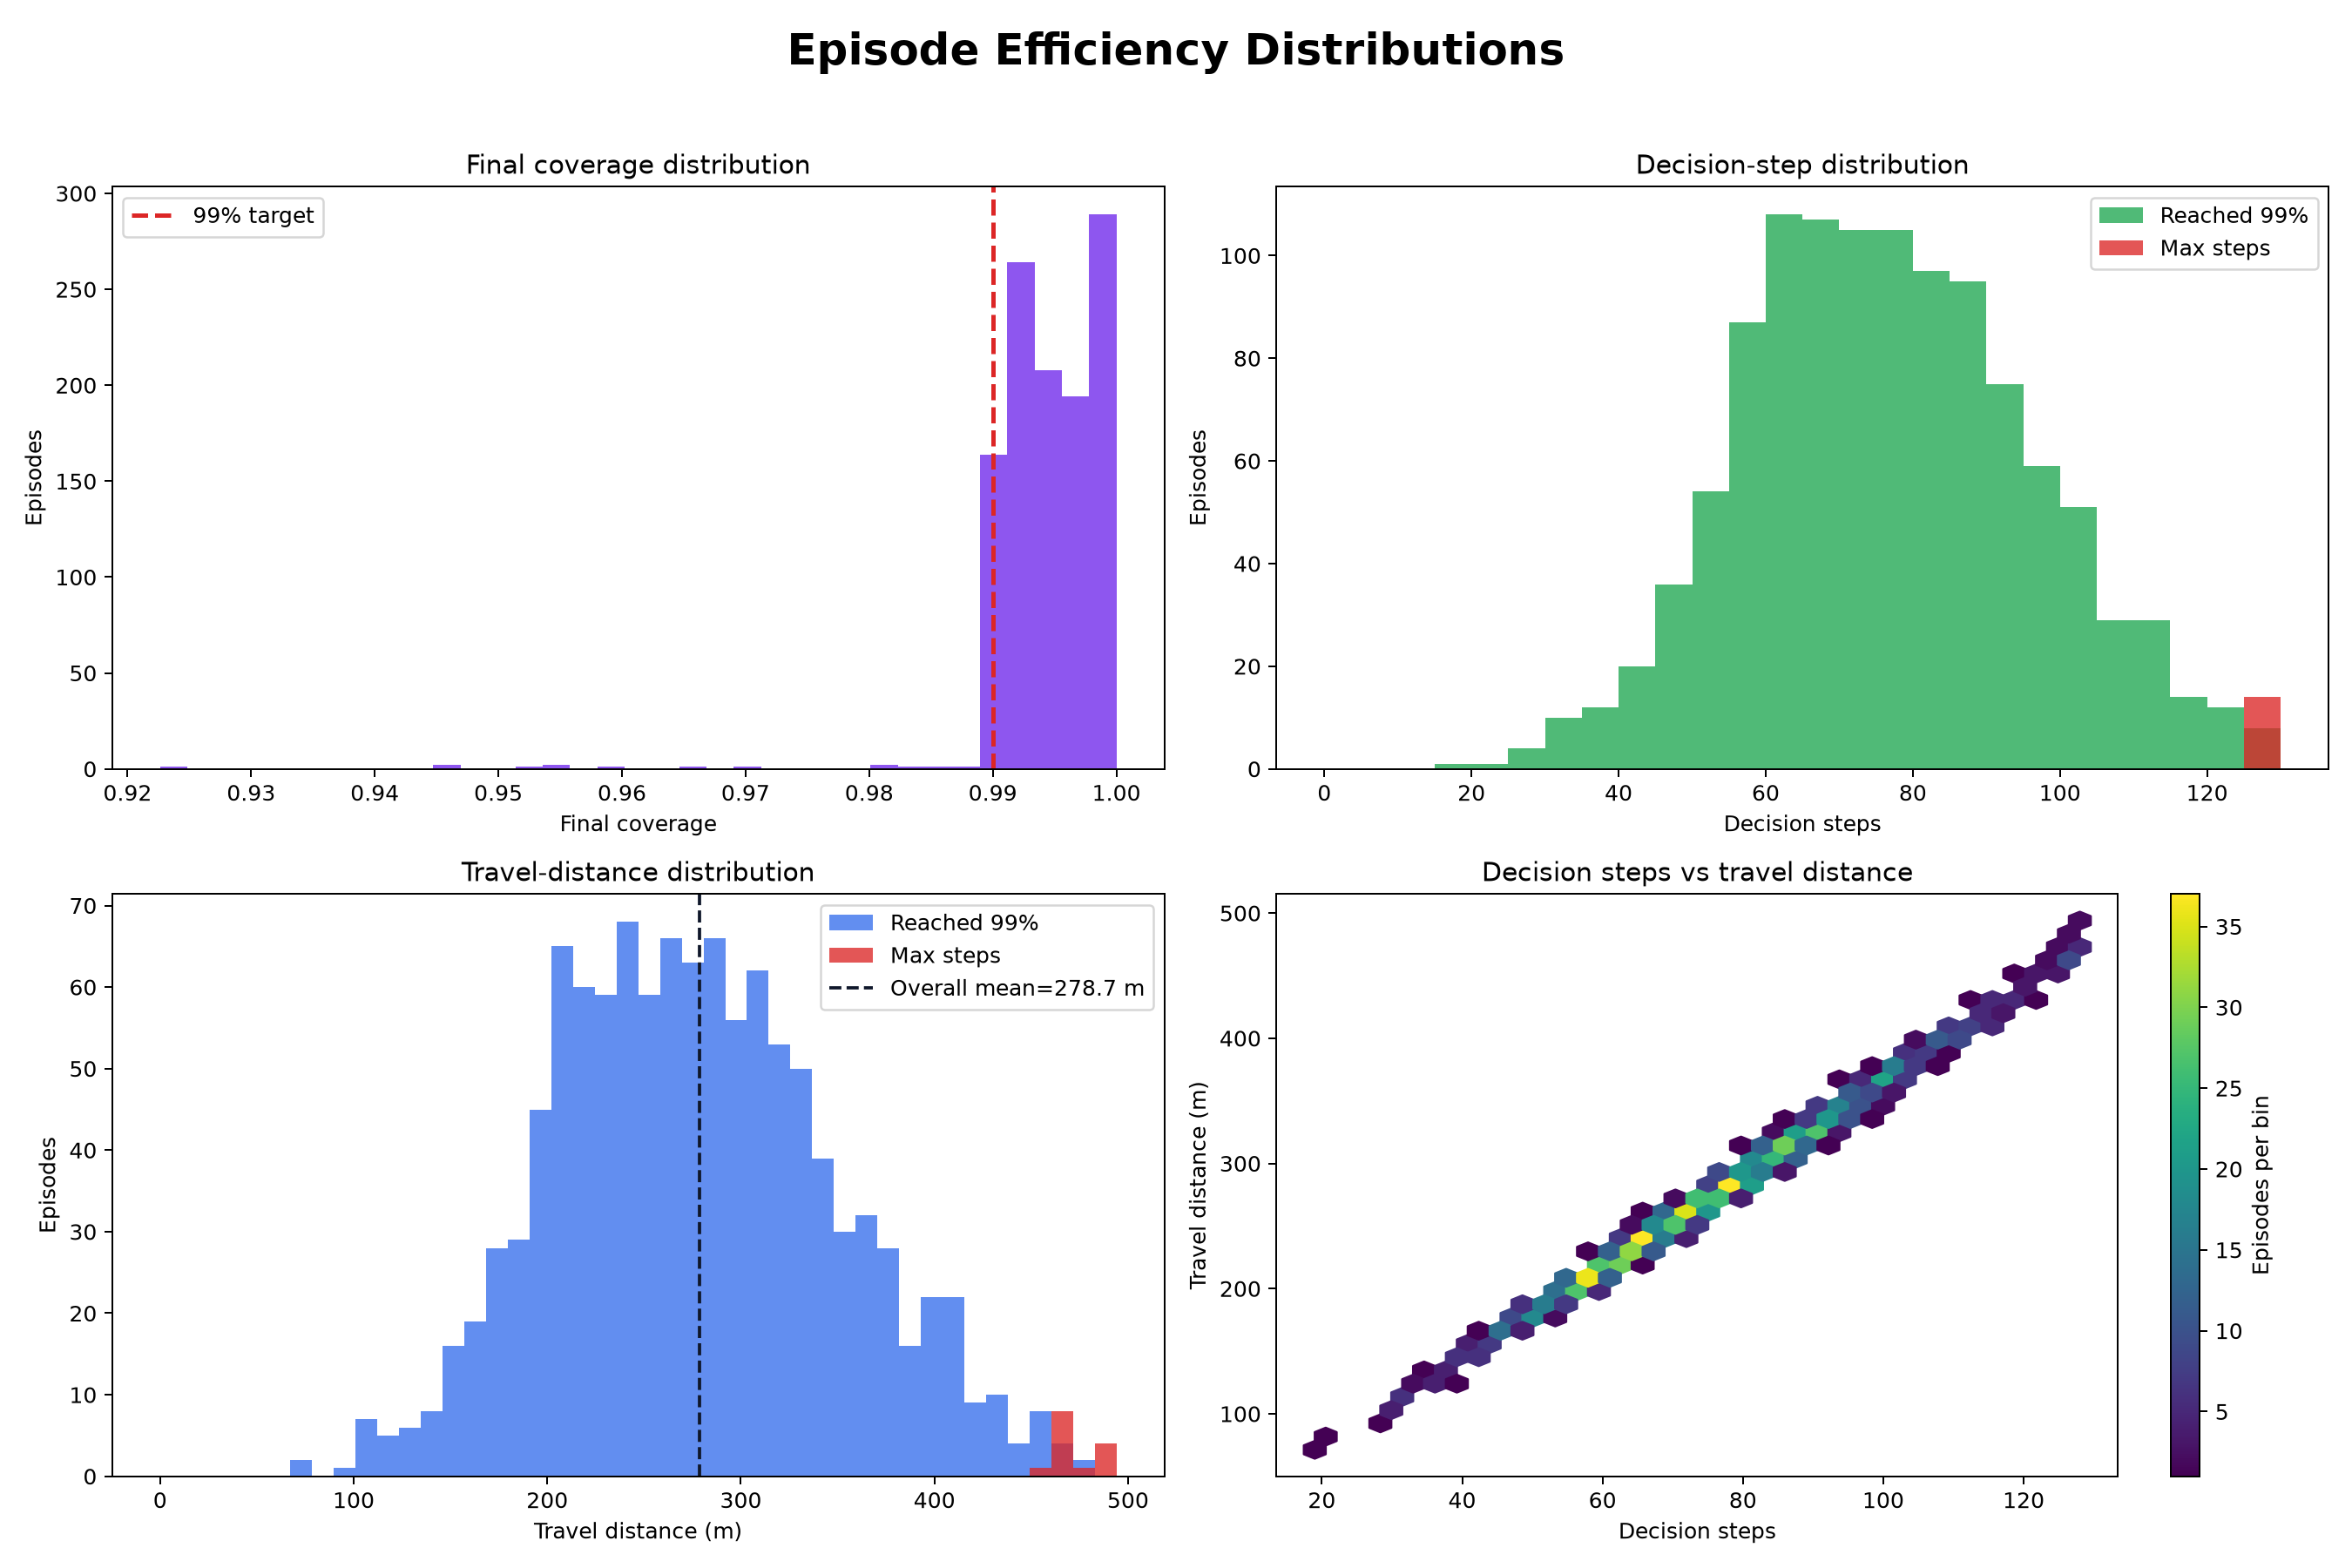 Episode Efficiency Distributions
Final coverage distribution
300
250
200
150
100
50
0
Episodes
99% target
0.92 0.93 0.94 0.95 0.96 0.97 0.98 0.99 1.00
Final coverage
Decision-step distribution
100
80
60
40
20
0
Episodes
Reached 99%
Max steps
0 20 40 60 80 100 120
Decision steps
Travel-distance distribution
70
60
50
40
30
20
10
0
Episodes
Reached 99%
Max steps
Overall mean=278.7 m
0 100 200 300 400 500
Travel distance (m)
Decision steps vs travel distance
500
400
300
200
100
Travel distance (m)
20 40 60 80 100 120
Decision steps
35
30
25
20
15
10
5
Episodes per bin